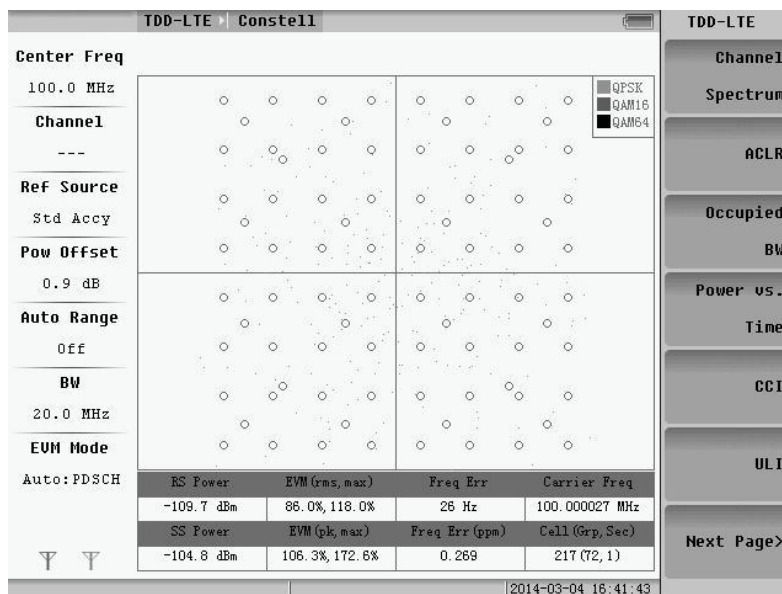 TDD-LTE Constell
TDD-LTE
Center Freq
100.0 MHz
Channel
---
Ref Source
Std Accy
Pow Offset
0.9 dB
Auto Range
Off
BW
20.0 MHz
EVM Mode
Auto:PDSCH
QPSK
QAM16
QAM64
RS Power EVM(rms,max) Freq Err Carrier Freq
-109.7 dBm 86.0%,118.0% 26 Hz 100.000027 MHz
SS Power EVM(pk,max) Freq Err(ppm) Cell(Grp,Sec)
-104.8 dBm 106.3%,172.6% 0.269 217(72,1)
2014-03-04 16:41:43
Channel
Spectrum
ACLR
Occupied
BW
Power vs.
Time
CCI
ULI
Next Page>